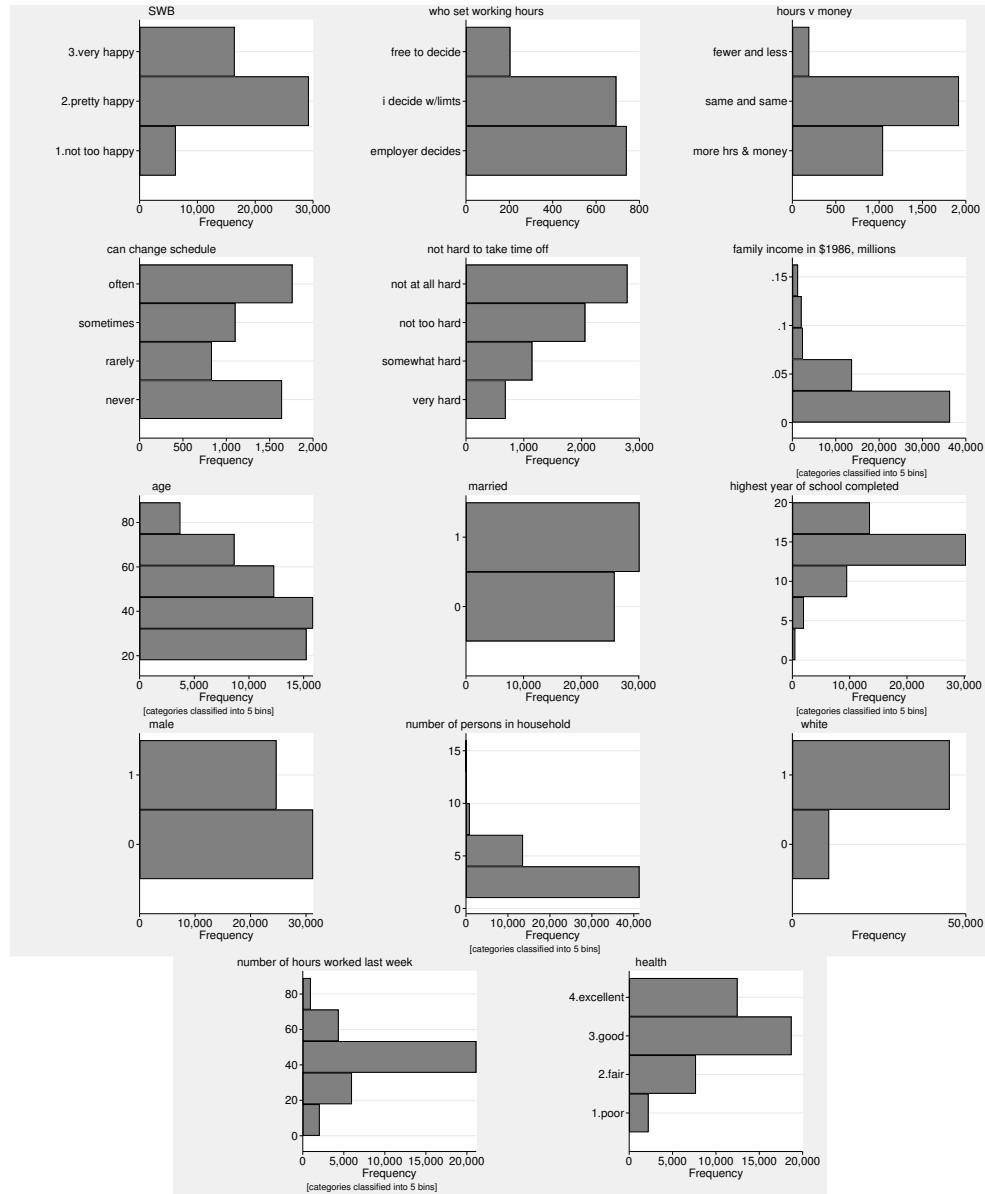 SWB
3.very happy
2.pretty happy
1.not too happy
0 10,000 20,000 30,000
Frequency
who set working hours
free to decide
i decide w/limts
employer decides
0 200 400 600 800
Frequency
hours v money
fewer and less
same and same
more hrs & money
0 500 1,000 1,500 2,000
Frequency
can change schedule
often
sometimes
rarely
never
0 500 1,000 1,500 2,000
Frequency
not hard to take time off
not at all hard
not too hard
somewhat hard
very hard
0 1,000 2,000 3,000
Frequency
family income in $1986, millions
.15
.1
.05
0
0 10,000 20,000 30,000 40,000
Frequency
[categories classified into 5 bins]
age
80
60
40
20
0 5,000 10,000 15,000
Frequency
[categories classified into 5 bins]
married
1
0
0 10,000 20,000 30,000
Frequency
highest year of school completed
20
15
10
5
0
0 10,000 20,000 30,000
Frequency
[categories classified into 5 bins]
male
1
0
0 10,000 20,000 30,000
Frequency
number of persons in household
15
10
5
0
0 10,000 20,000 30,000 40,000
Frequency
[categories classified into 5 bins]
white
1
0
0 50,000
Frequency
number of hours worked last week
80
60
40
20
0
0 5,000 10,000 15,000 20,000
Frequency
[categories classified into 5 bins]
health
4.excellent
3.good
2.fair
1.poor
0 5,000 10,000 15,000 20,000
Frequency